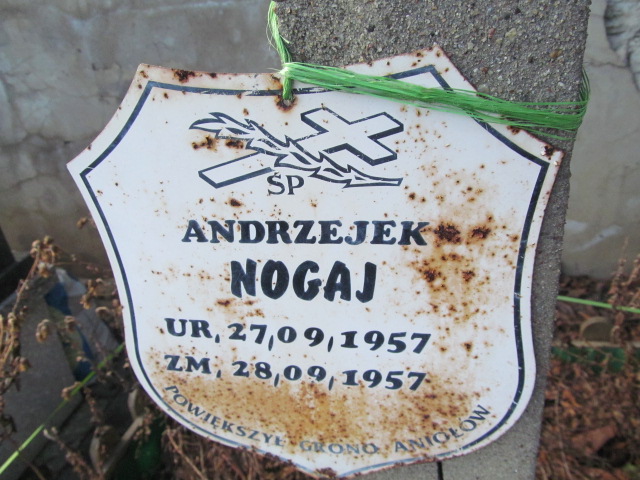 ŚP
ANDRZEJEK
NOGAJ
UR, 27,09,1957
ZM, 28,09,1957
POWIĘKSZYŁ GRONO ANIOŁÓW